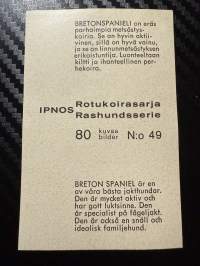 BRETONSPANIELI on eräs
parhaimpia metsästys-
koiria. Se on hyvin aktii-
vinen, sillä on hyvä vainu,
ja se on linnunmetsästyksen
erikoistuntija. Luonteeltaan
kiltti ja ihanteellinen per-
hekoira.
IPNOS Rotukoirasarja
Rashundsserie
80 kuvaa bilder N:o 49
BRETON SPANIEL är en
av våra bästa jakthundar.
Den är mycket aktiv och
har gott luktsinne. Den
är specialist på fågeljakt.
Den är också en snäll och
idealisk familjehund.